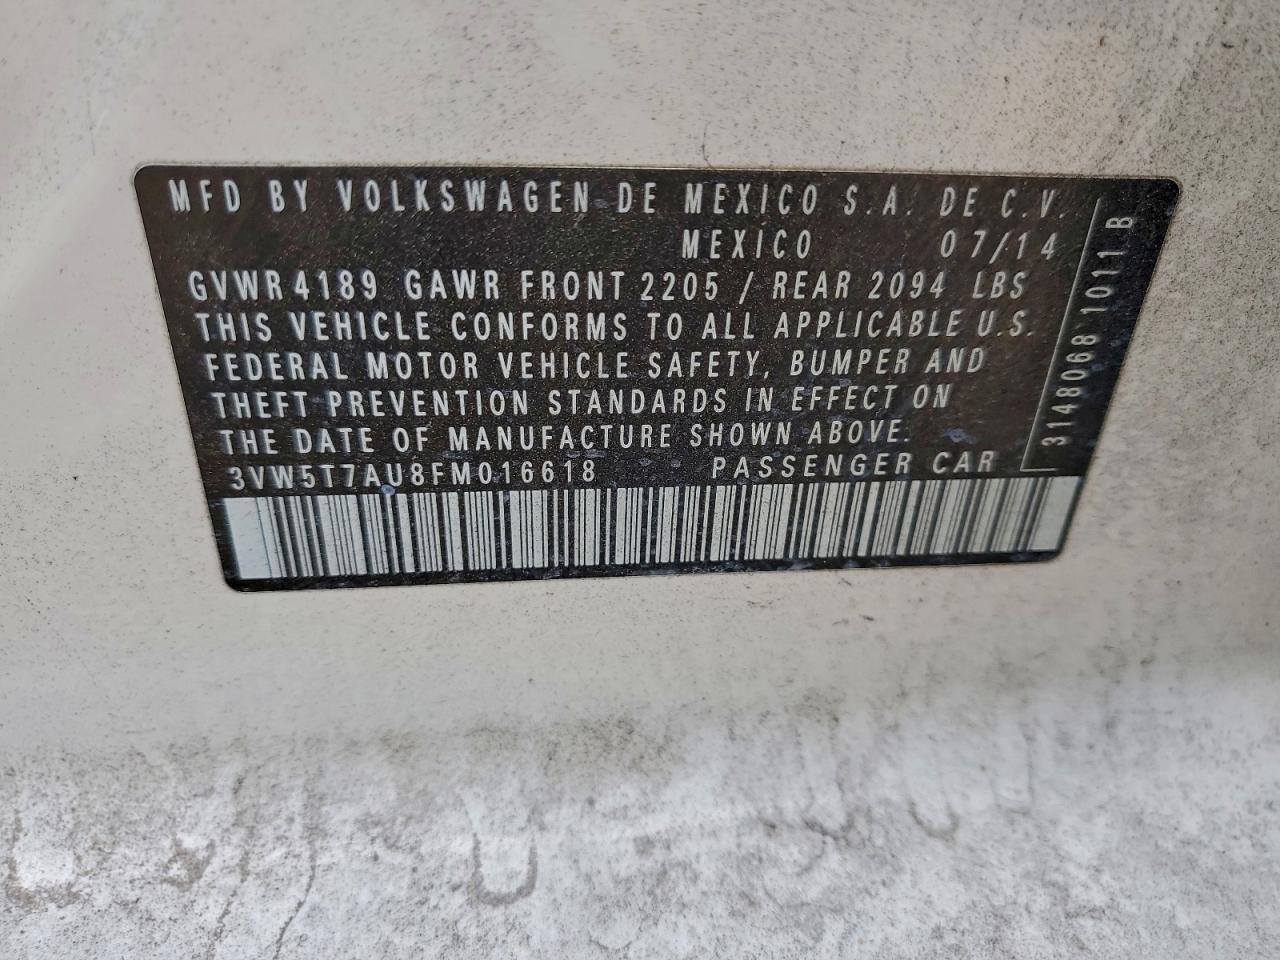 MFD BY VOLKSWAGEN DE MEXICO S.A. DE C.V.
MEXICO 07/14
GVWR 4189 GAWR FRONT 2205 / REAR 2094 LBS
THIS VEHICLE CONFORMS TO ALL APPLICABLE U.S.
FEDERAL MOTOR VEHICLE SAFETY, BUMPER AND
THEFT PREVENTION STANDARDS IN EFFECT ON
THE DATE OF MANUFACTURE SHOWN ABOVE.
3VW5T7AU8FM016618 PASSENGER CAR
3148068 1011 B